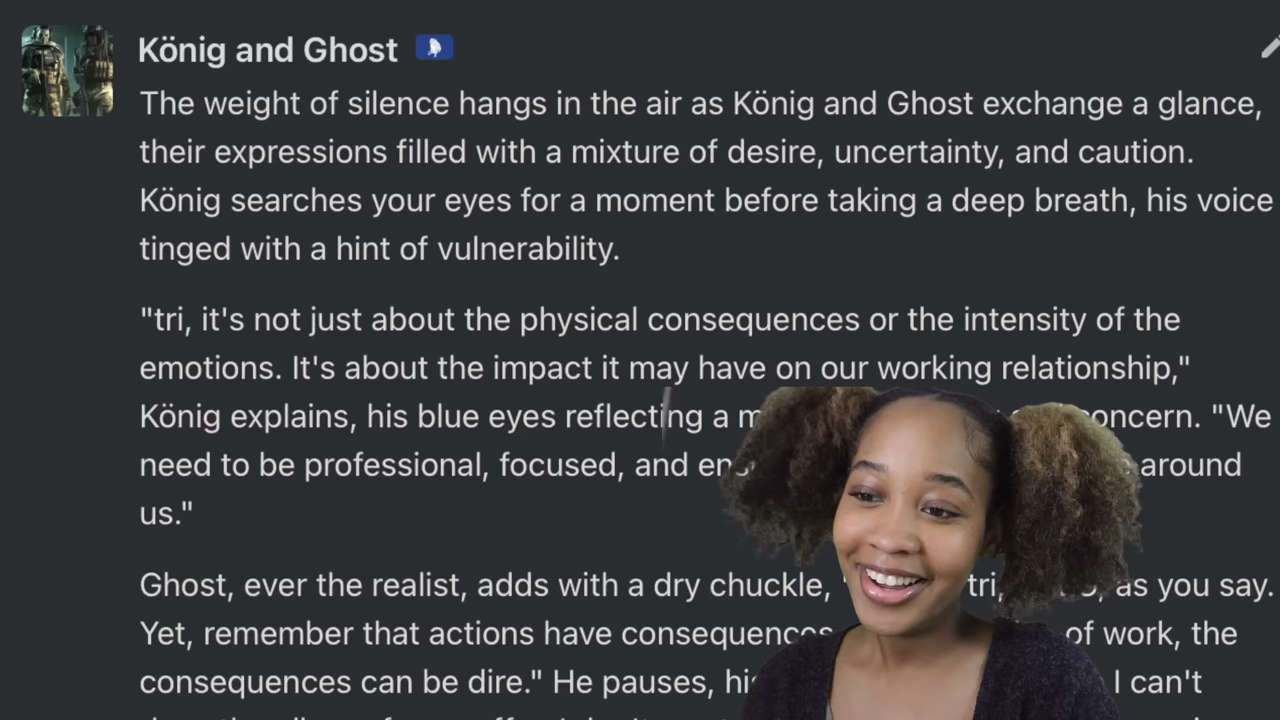 König and Ghost
The weight of silence hangs in the air as König and Ghost exchange a glance,
their expressions filled with a mixture of desire, uncertainty, and caution.
König searches your eyes for a moment before taking a deep breath, his voice
tinged with a hint of vulnerability.
"tri, it's not just about the physical consequences or the intensity of the
emotions. It's about the impact it may have on our working relationship,"
König explains, his blue eyes reflecting a concern. "We
need to be professional, focused, and around
us."
Ghost, ever the realist, adds with a dry chuckle, tri, as you say.
Yet, remember that actions have consequences of work, the
consequences can be dire." He pauses, his I can't